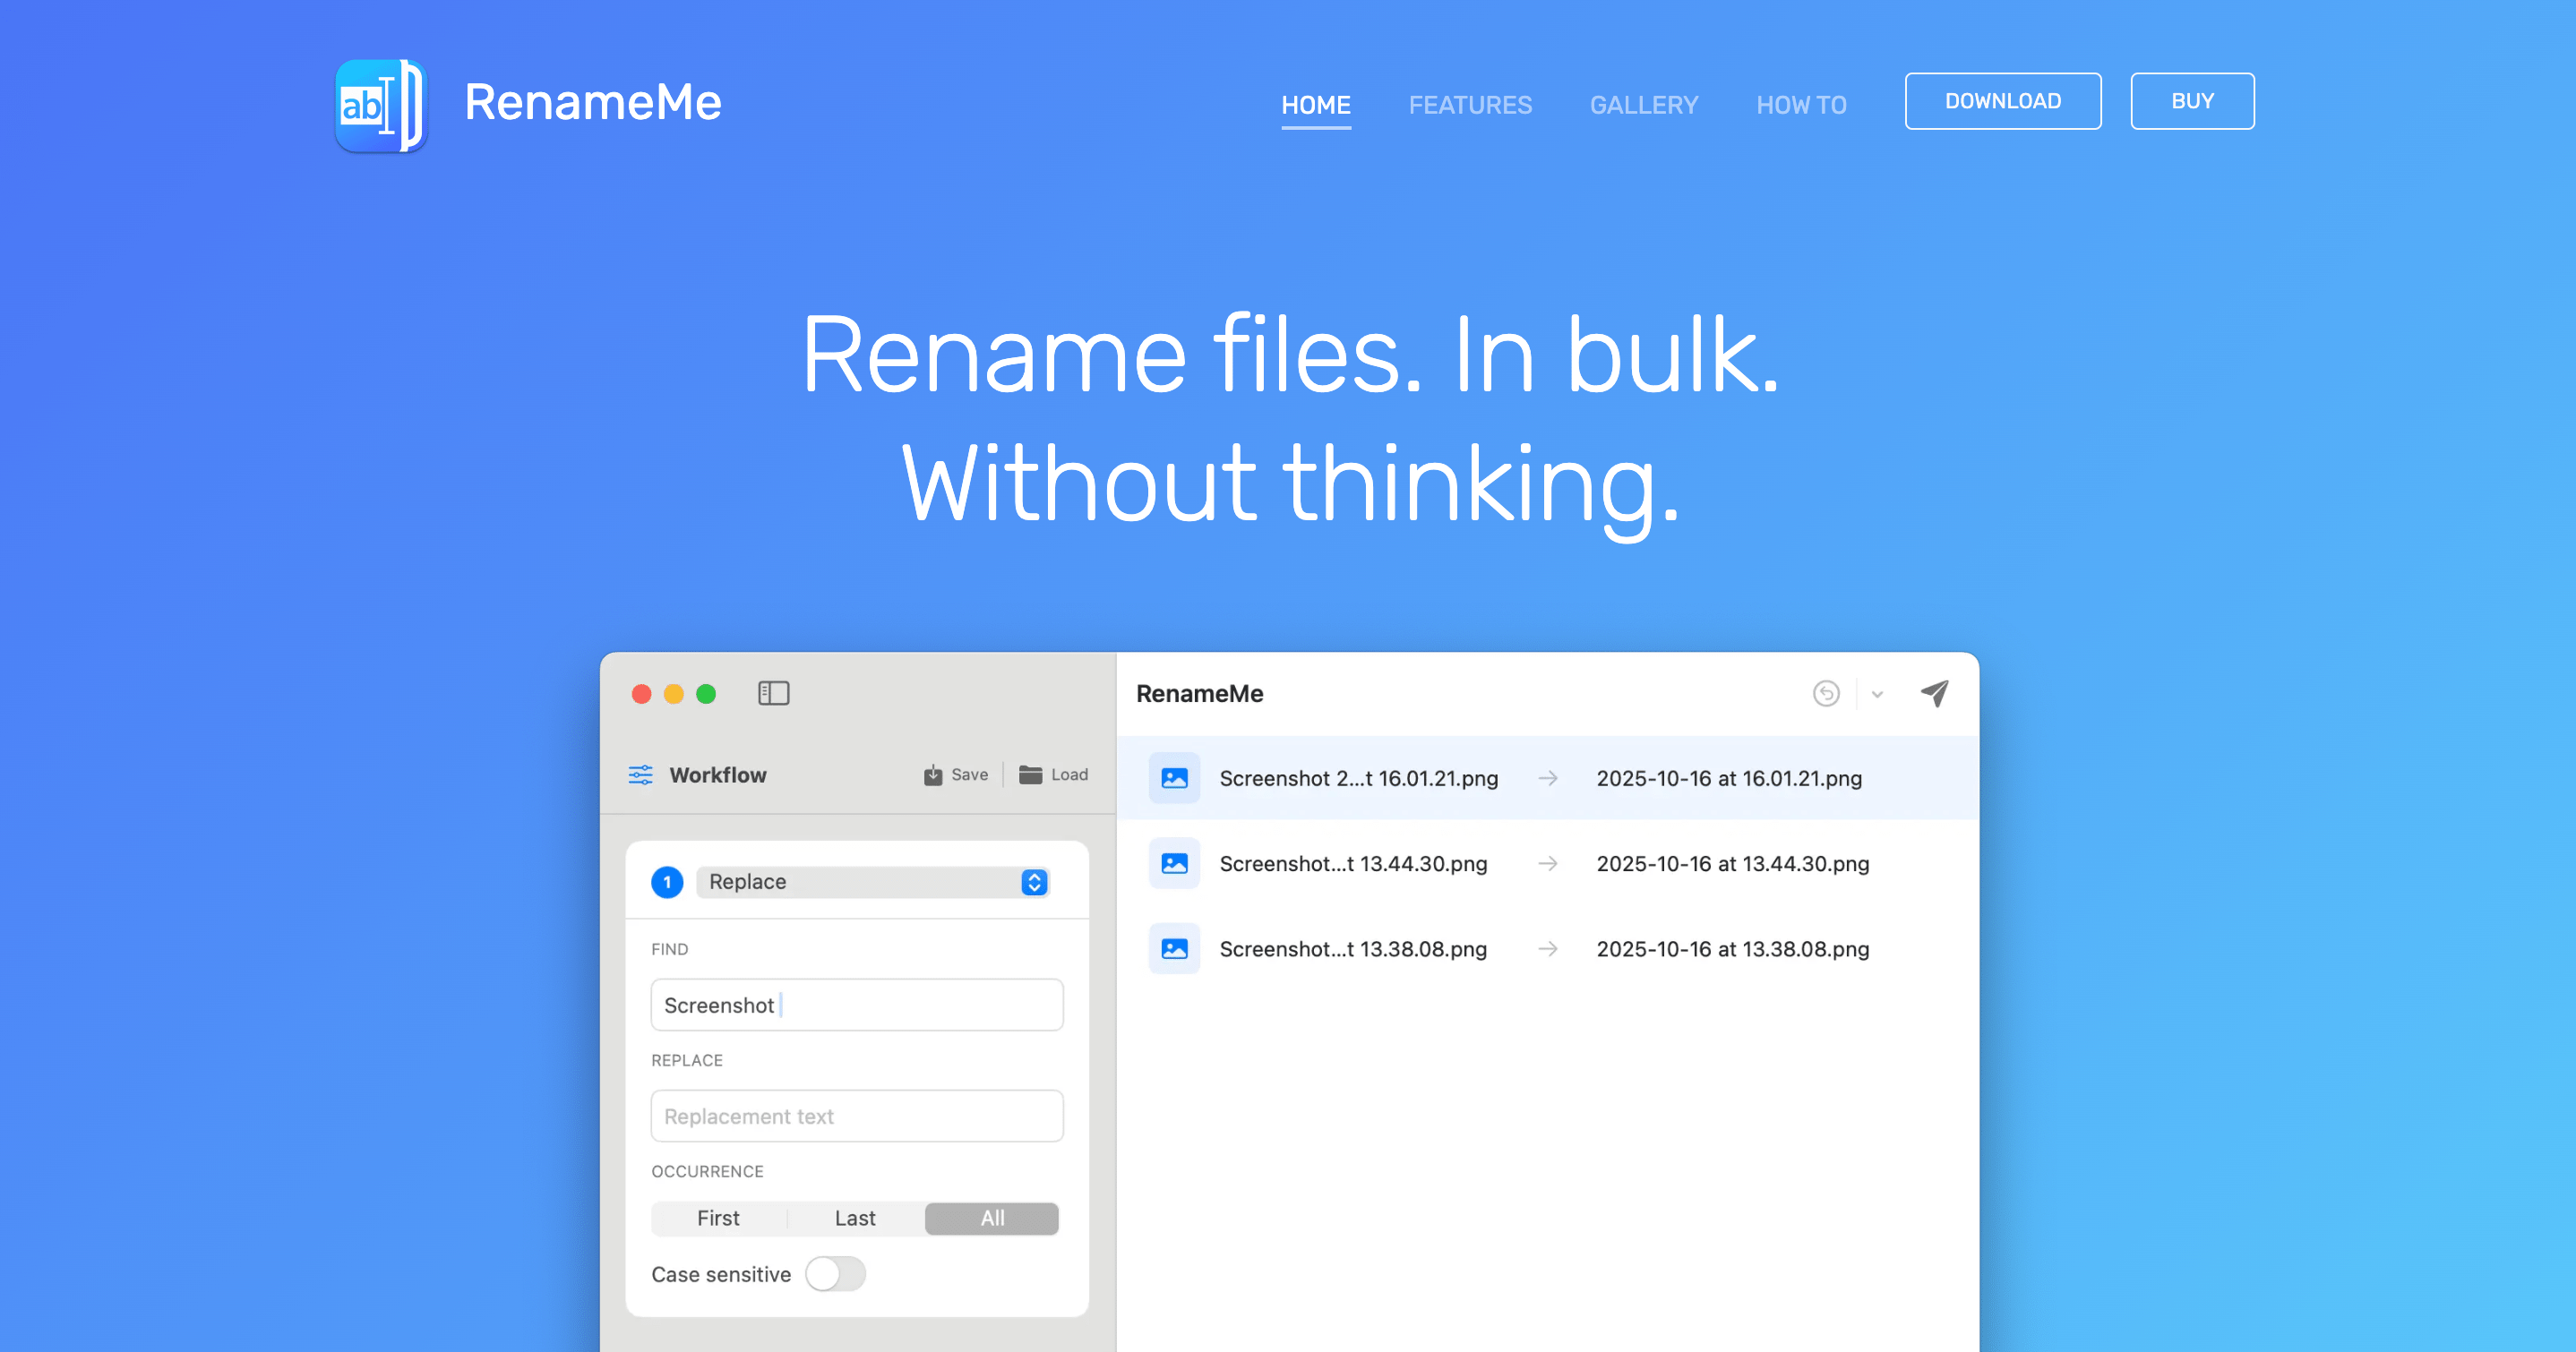 ab
RenameMe
HOME
FEATURES
GALLERY
HOW TO
DOWNLOAD
BUY
Rename files. In bulk.
Without thinking.
RenameMe
Workflow
Save
Load
1
Replace
FIND
Screenshot
REPLACE
Replacement text
OCCURRENCE
First
Last
All
Case sensitive
Screenshot 2...t 16.01.21.png
2025-10-16 at 16.01.21.png
Screenshot...t 13.44.30.png
2025-10-16 at 13.44.30.png
Screenshot...t 13.38.08.png
2025-10-16 at 13.38.08.png